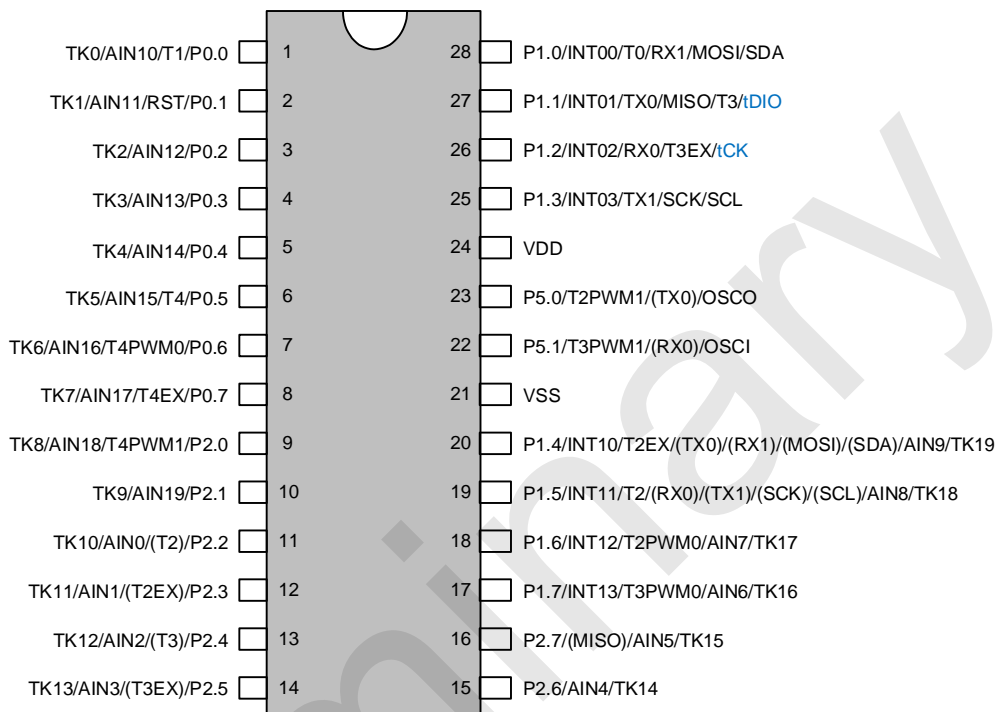 TK0/AIN10/T1/P0.0 1 28 P1.0/INT00/T0/RX1/MOSI/SDA
TK1/AIN11/RST/P0.1 2 27 P1.1/INT01/TX0/MISO/T3/tDIO
TK2/AIN12/P0.2 3 26 P1.2/INT02/RX0/T3EX/tCK
TK3/AIN13/P0.3 4 25 P1.3/INT03/TX1/SCK/SCL
TK4/AIN14/P0.4 5 24 VDD
TK5/AIN15/T4/P0.5 6 23 P5.0/T2PWM1/(TX0)/OSCO
TK6/AIN16/T4PWM0/P0.6 7 22 P5.1/T3PWM1/(RX0)/OSCI
TK7/AIN17/T4EX/P0.7 8 21 VSS
TK8/AIN18/T4PWM1/P2.0 9 20 P1.4/INT10/T2EX/(TX0)/(RX1)/(MOSI)/(SDA)/AIN9/TK19
TK9/AIN19/P2.1 10 19 P1.5/INT11/T2/(RX0)/(TX1)/(SCK)/(SCL)/AIN8/TK18
TK10/AIN0/(T2)/P2.2 11 18 P1.6/INT12/T2PWM0/AIN7/TK17
TK11/AIN1/(T2EX)/P2.3 12 17 P1.7/INT13/T3PWM0/AIN6/TK16
TK12/AIN2/(T3)/P2.4 13 16 P2.7/(MISO)/AIN5/TK15
TK13/AIN3/(T3EX)/P2.5 14 15 P2.6/AIN4/TK14
minary